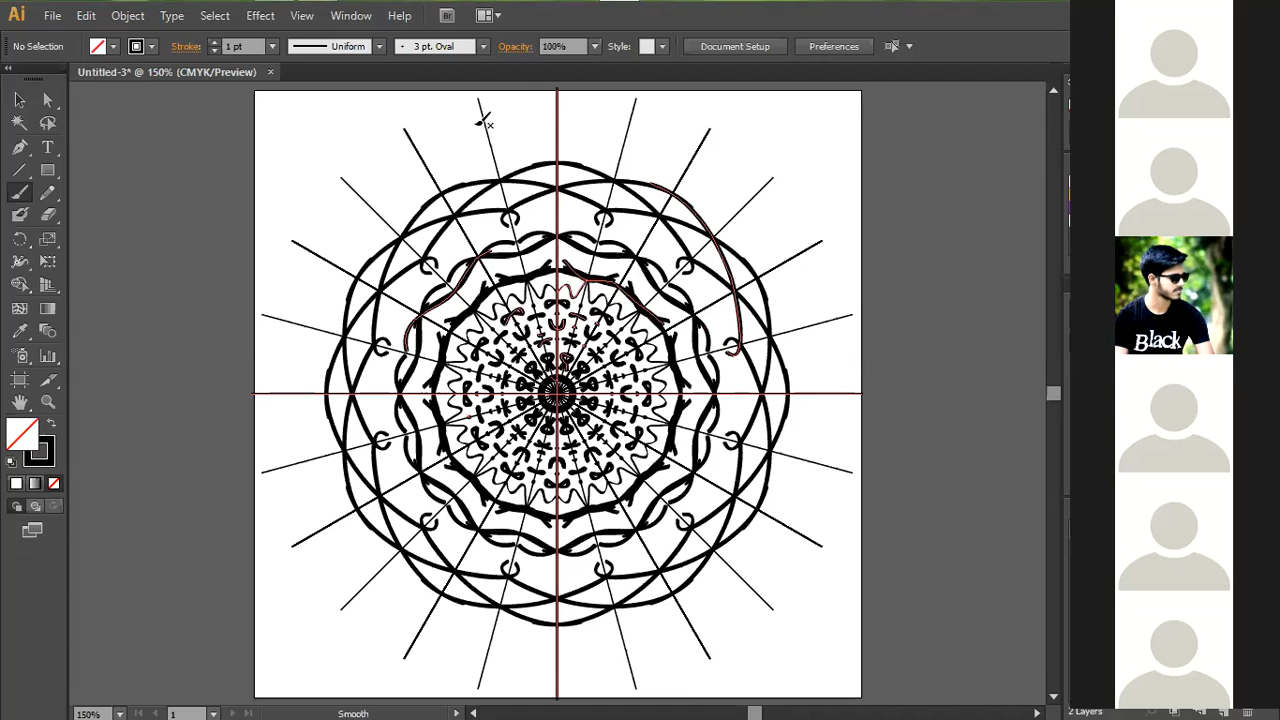 Ai File Edit Object Type Select Effect View Window Help Br
No Selection Stroke: 1 pt Uniform 3 pt. Oval Opacity: 100% Style: Document Setup Preferences
Untitled-3* @ 150% (CMYK/Preview) ×
Black
150% 1 Smooth
2 Layers